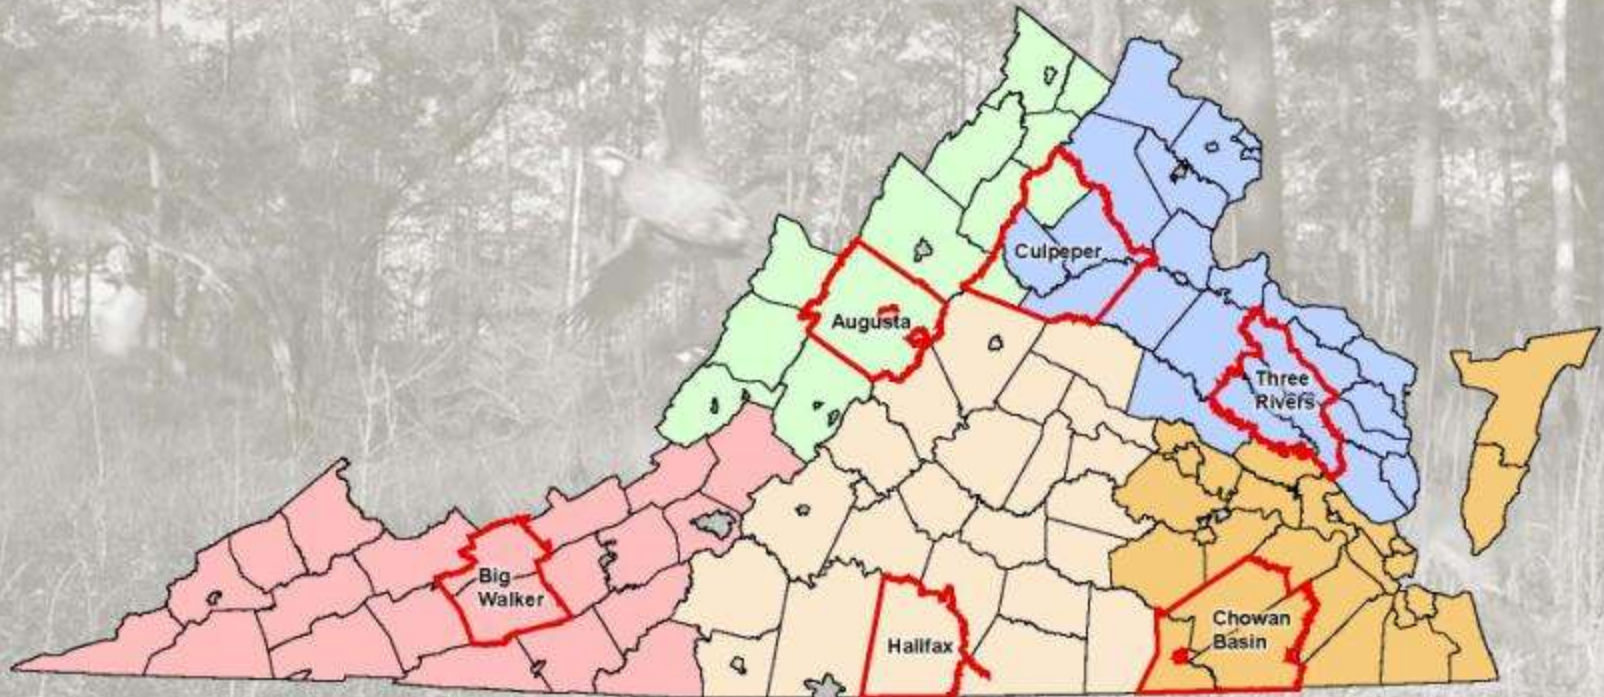 Culpeper
Augusta
Three
Rivers
Big
Walker
Chowan
Basin
Halifax